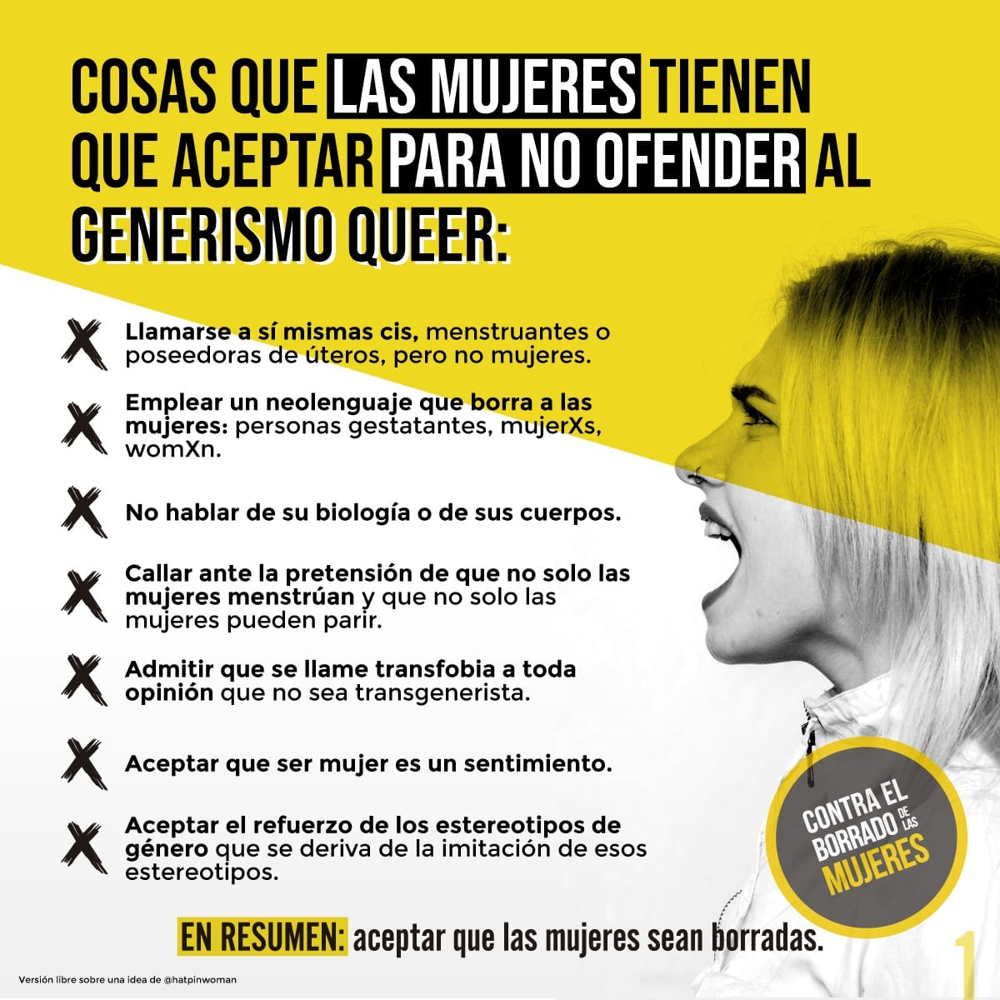 COSAS QUE LAS MUJERES TIENEN
QUE ACEPTAR PARA NO OFENDER AL
GENERISMO QUEER:
X Llamarse a sí mismas cis, menstruantes o
poseedoras de úteros, pero no mujeres.
X Emplear un neolenguaje que borra a las
mujeres: personas gestatantes, mujerXs,
womXn.
X No hablar de su biología o de sus cuerpos.
X Callar ante la pretensión de que no solo las
mujeres menstrúan y que no solo las
mujeres pueden parir.
X Admitir que se llame transfobia a toda
opinión que no sea transgenerista.
X Aceptar que ser mujer es un sentimiento.
X Aceptar el refuerzo de los estereotipos de
género que se deriva de la imitación de esos
estereotipos.
CONTRA EL
BORRADO DE LAS
MUJERES
EN RESUMEN: aceptar que las mujeres sean borradas.
1
Versión libre sobre una idea de @hatpinwoman